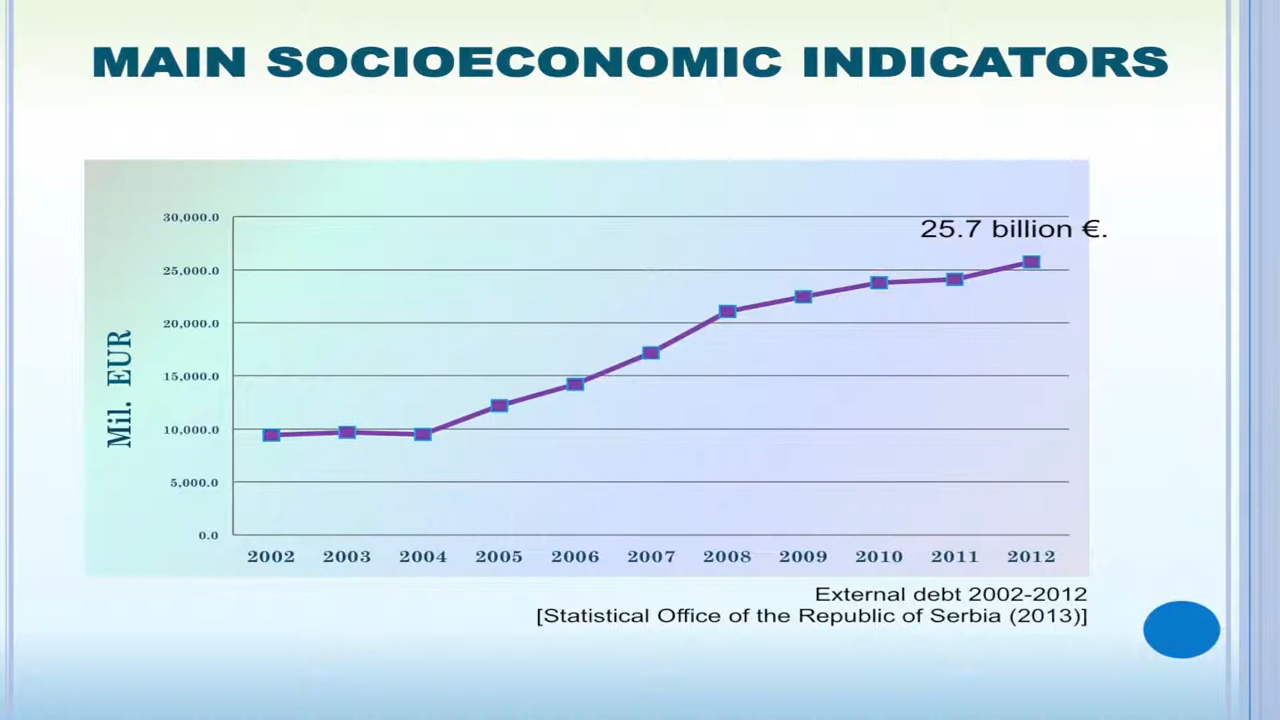 MAIN SOCIOECONOMIC INDICATORS
25.7 billion €.
30,000.0
25,000.0
20,000.0
15,000.0
10,000.0
5,000.0
0.0
Mil. EUR
2002 2003 2004 2005 2006 2007 2008 2009 2010 2011 2012
External debt 2002-2012
[Statistical Office of the Republic of Serbia (2013)]